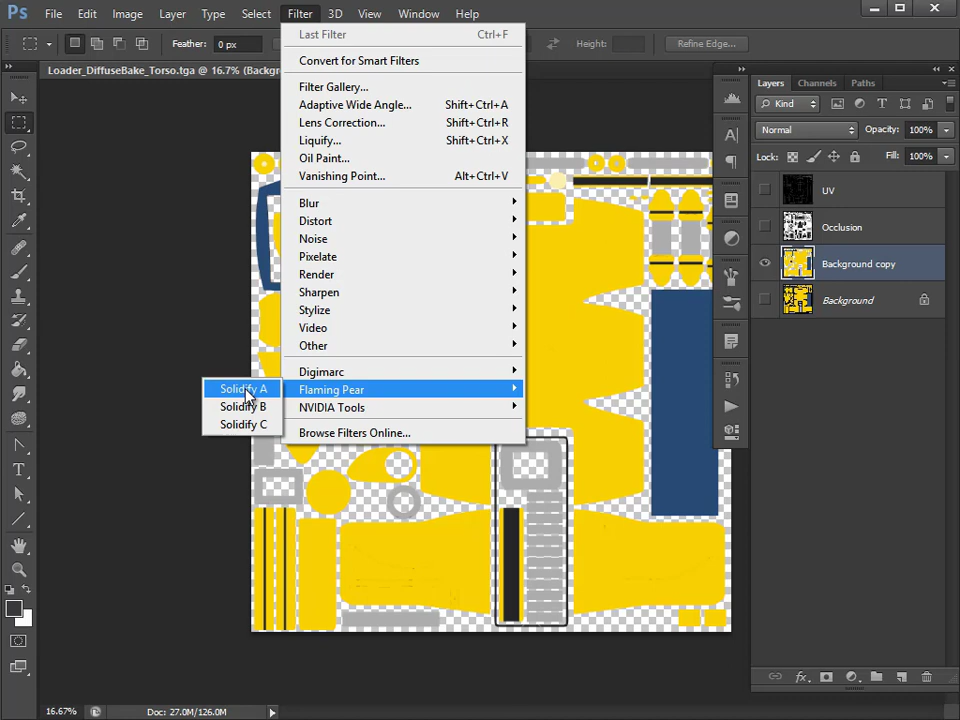 Ps File Edit Image Layer Type Select Filter 3D View Window Help
Feather: 0 px Height: Refine Edge...
Loader_DiffuseBake_Torso.tga @ 16.7% (Backgr
Last Filter Ctrl+F
Convert for Smart Filters
Filter Gallery...
Adaptive Wide Angle... Shift+Ctrl+A
Lens Correction... Shift+Ctrl+R
Liquify... Shift+Ctrl+X
Oil Paint...
Vanishing Point... Alt+Ctrl+V
Blur
Distort
Noise
Pixelate
Render
Sharpen
Stylize
Video
Other
Digimarc
Flaming Pear
NVIDIA Tools
Browse Filters Online...
Solidify A
Solidify B
Solidify C
Layers Channels Paths
Kind
Normal Opacity: 100%
Lock: Fill: 100%
UV
Occlusion
Background copy
Background
16.67% Doc: 27.0M/126.0M